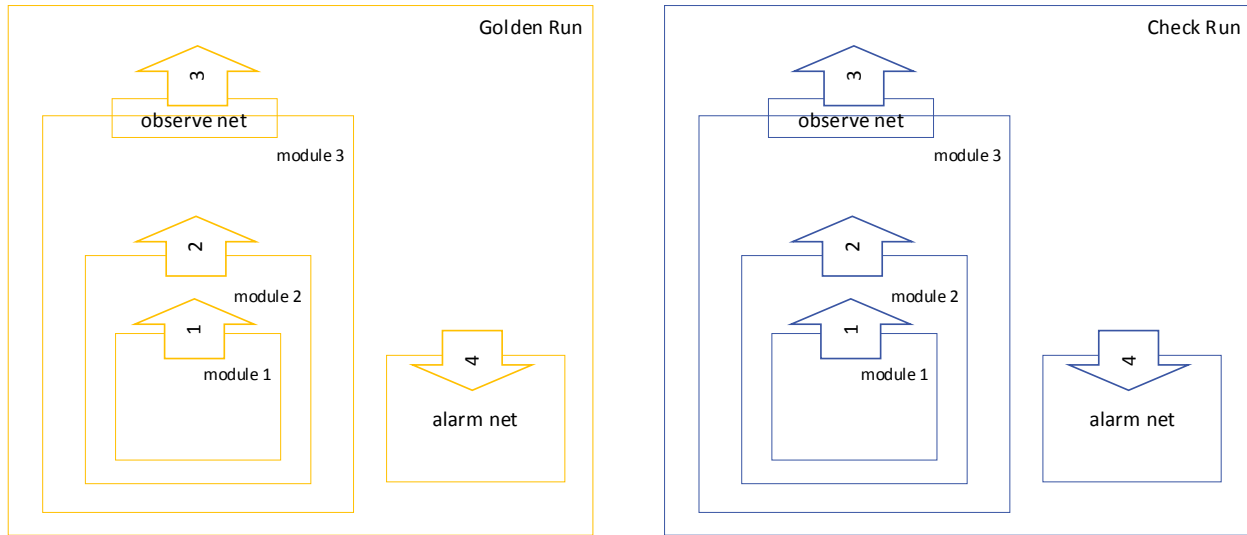 Golden Run
3
observe net
module 3
2
module 2
1
module 1
4
alarm net
Check Run
3
observe net
module 3
2
module 2
1
module 1
4
alarm net